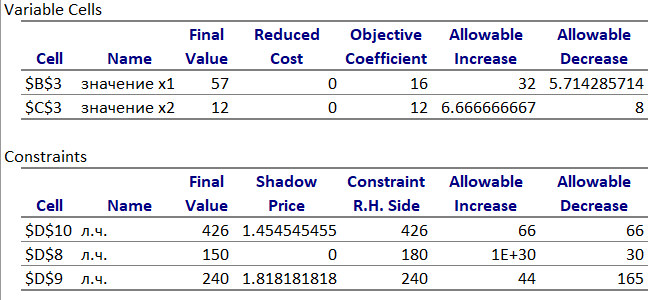 Variable Cells
Final Reduced Objective Allowable Allowable
Cell Name Value Cost Coefficient Increase Decrease
$B$3 значение x1 57 0 16 32 5.714285714
$C$3 значение x2 12 0 12 6.666666667 8
Constraints
Final Shadow Constraint Allowable Allowable
Cell Name Value Price R.H. Side Increase Decrease
$D$10 л.ч. 426 1.454545455 426 66 66
$D$8 л.ч. 150 0 180 1E+30 30
$D$9 л.ч. 240 1.818181818 240 44 165